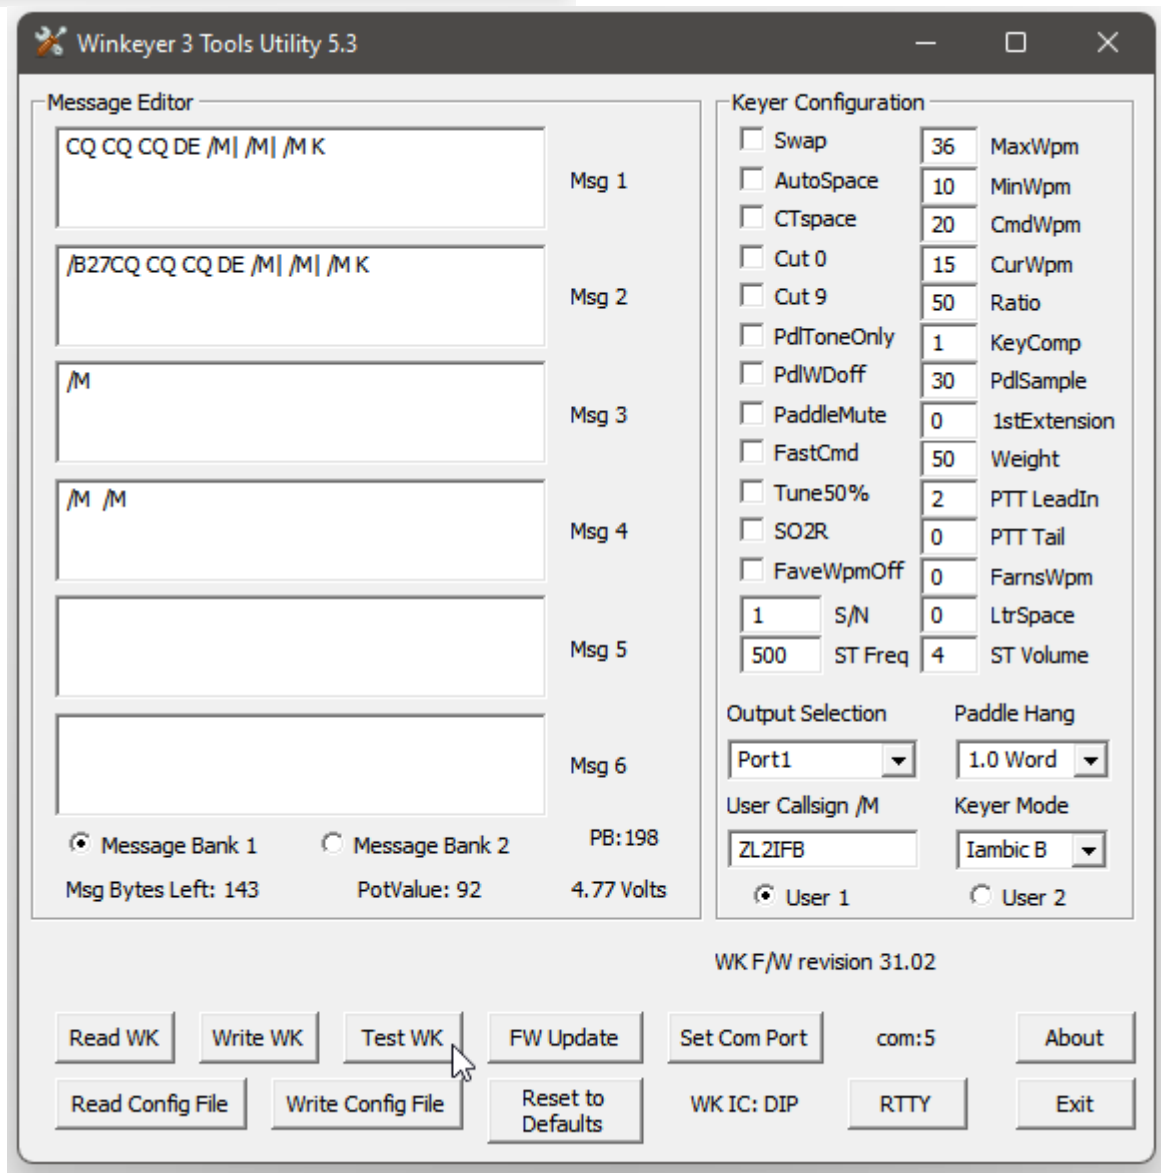 Winkeyer 3 Tools Utility 5.3
Message Editor
CQ CQ CQ DE /M| /M| /M K
Msg 1
/B27CQ CQ CQ DE /M| /M| /M K
Msg 2
/M
Msg 3
/M  /M
Msg 4
Msg 5
Msg 6
Message Bank 1 Message Bank 2 PB:198
Msg Bytes Left: 143 PotValue: 92 4.77 Volts
Keyer Configuration
Swap 36 MaxWpm
AutoSpace 10 MinWpm
CTspace 20 CmdWpm
Cut 0 15 CurWpm
Cut 9 50 Ratio
PdlToneOnly 1 KeyComp
PdlWDoff 30 PdlSample
PaddleMute 0 1stExtension
FastCmd 50 Weight
Tune50% 2 PTT LeadIn
SO2R 0 PTT Tail
FaveWpmOff 0 FarnsWpm
1 S/N 0 LtrSpace
500 ST Freq 4 ST Volume
Output Selection Paddle Hang
Port1 1.0 Word
User Callsign /M Keyer Mode
ZL2IFB Iambic B
User 1 User 2
WK F/W revision 31.02
Read WK Write WK Test WK FW Update Set Com Port com:5 About
Read Config File Write Config File Reset to Defaults WK IC: DIP RTTY Exit